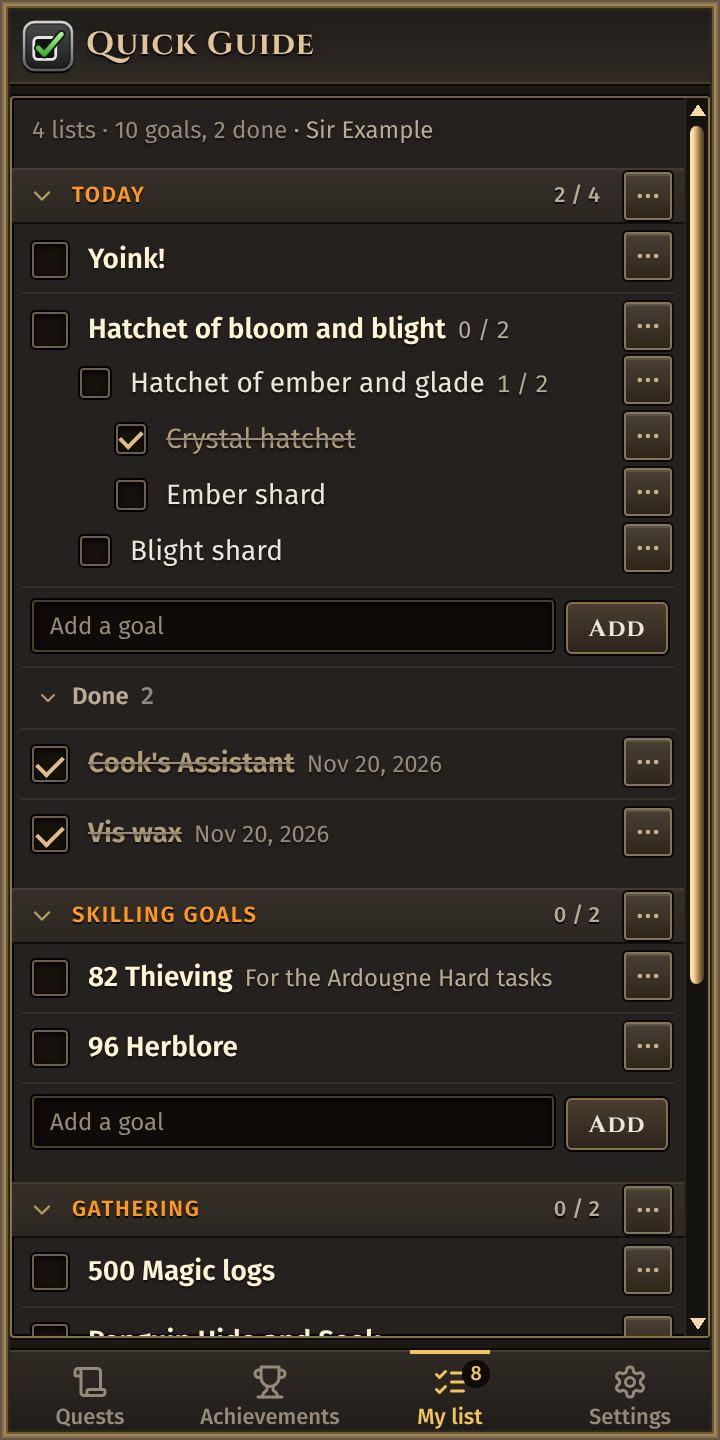 Quick Guide
4 lists · 10 goals, 2 done · Sir Example
TODAY 2 / 4
Yoink!
Hatchet of bloom and blight 0 / 2
Hatchet of ember and glade 1 / 2
Crystal hatchet
Ember shard
Blight shard
Add a goal Add
Done 2
Cook's Assistant Nov 20, 2026
Vis wax Nov 20, 2026
SKILLING GOALS 0 / 2
82 Thieving For the Ardougne Hard tasks
96 Herblore
Add a goal Add
GATHERING 0 / 2
500 Magic logs
Penguin Hide and Seek
8
Quests Achievements My list Settings